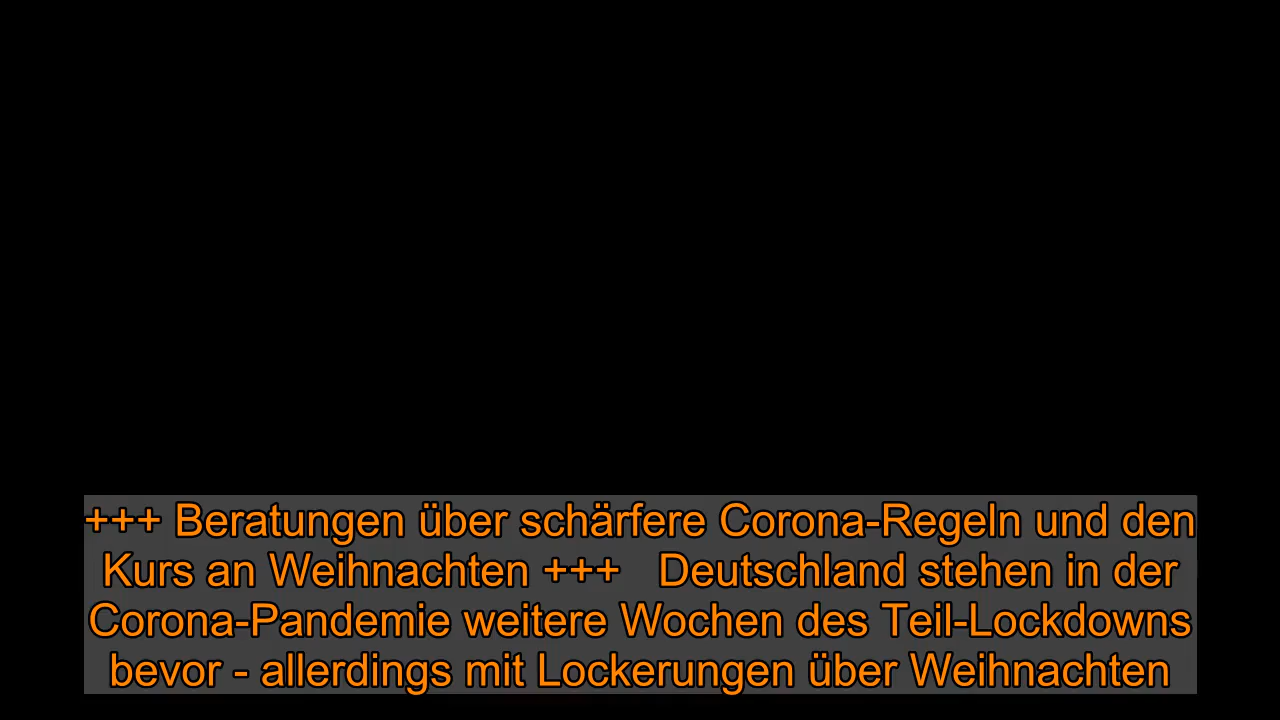 +++ Beratungen über schärfere Corona-Regeln und den
Kurs an Weihnachten +++   Deutschland stehen in der
Corona-Pandemie weitere Wochen des Teil-Lockdowns
bevor - allerdings mit Lockerungen über Weihnachten